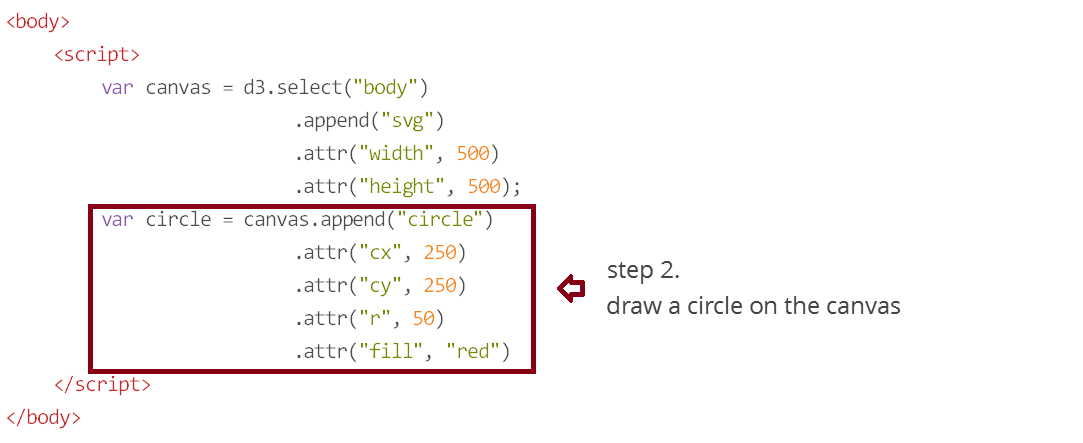 <body>
<script>
var canvas = d3.select("body")
.append("svg")
.attr("width", 500)
.attr("height", 500);
var circle = canvas.append("circle")
.attr("cx", 250)
.attr("cy", 250)
.attr("r", 50)
.attr("fill", "red")
</script>
</body>
step 2.
draw a circle on the canvas